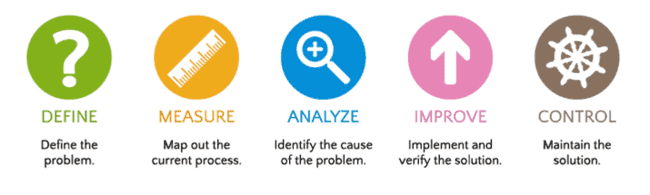 DEFINE
Define the
problem.
MEASURE
Map out the
current process.
ANALYZE
Identify the cause
of the problem.
IMPROVE
Implement and
verify the solution.
CONTROL
Maintain the
solution.